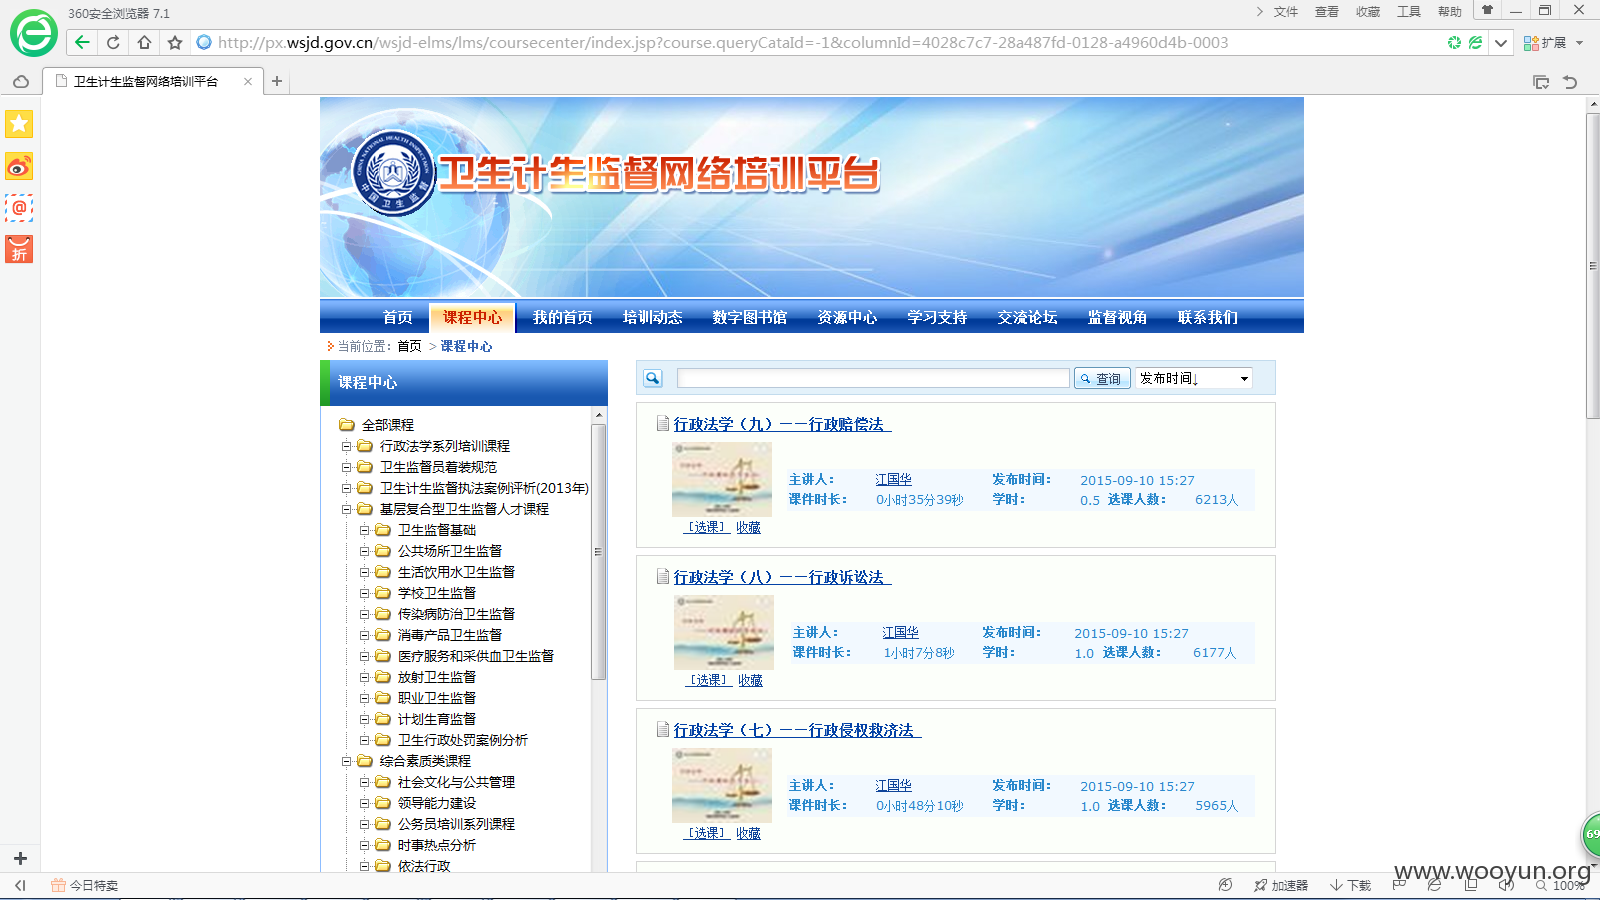 360安全浏览器 7.1
文件 查看 收藏 工具 帮助
http://px.wsjd.gov.cn/wsjd-elms/lms/coursecenter/index.jsp?course.queryCataId=-1&columnId=4028c7c7-28a487fd-0128-a4960d4b-0003
扩展
卫生计生监督网络培训平台
卫生计生监督网络培训平台
CHINA NATIONAL HEALTH INSPECTION
中国卫生监督
@
折
首页 课程中心 我的首页 培训动态 数字图书馆 资源中心 学习支持 交流论坛 监督视角 联系我们
当前位置: 首页 > 课程中心
课程中心
查询 发布时间↓
全部课程
行政法学系列培训课程
卫生监督员着装规范
卫生计生监督执法案例评析(2013年)
基层复合型卫生监督人才课程
卫生监督基础
公共场所卫生监督
生活饮用水卫生监督
学校卫生监督
传染病防治卫生监督
消毒产品卫生监督
医疗服务和采供血卫生监督
放射卫生监督
职业卫生监督
计划生育监督
卫生行政处罚案例分析
综合素质类课程
社会文化与公共管理
领导能力建设
公务员培训系列课程
时事热点分析
依法行政
行政法学（九）——行政赔偿法
主讲人： 江国华 发布时间： 2015-09-10 15:27
课件时长： 0小时35分39秒 学时： 0.5 选课人数： 6213人
[选课] 收藏
行政法学（八）——行政诉讼法
主讲人： 江国华 发布时间： 2015-09-10 15:27
课件时长： 1小时7分8秒 学时： 1.0 选课人数： 6177人
[选课] 收藏
行政法学（七）——行政侵权救济法
主讲人： 江国华 发布时间： 2015-09-10 15:27
课件时长： 0小时48分10秒 学时： 1.0 选课人数： 5965人
[选课] 收藏
69
www.wooyun.org
今日特卖
加速器 下载 100%